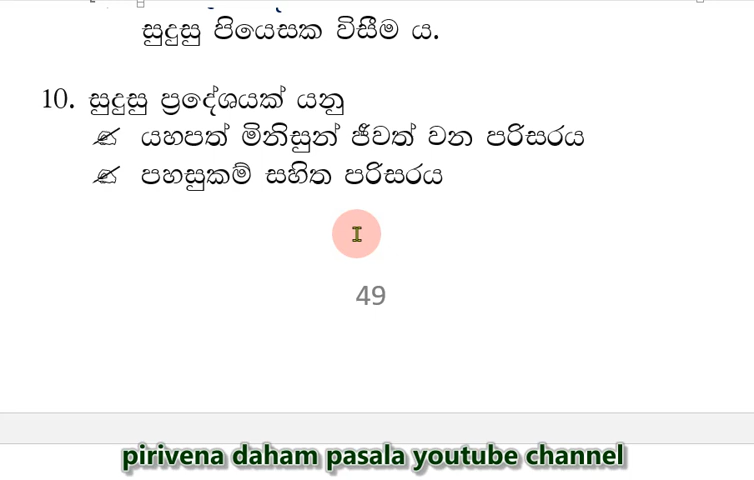 සුදුසු පියෙසක විසීම ය.
10. සුදුසු ප්‍රදේශයක් යනු
යහපත් මිනිසුන් ජීවත් වන පරිසරය
පහසුකම් සහිත පරිසරය
49
pirivena daham pasala youtube channel